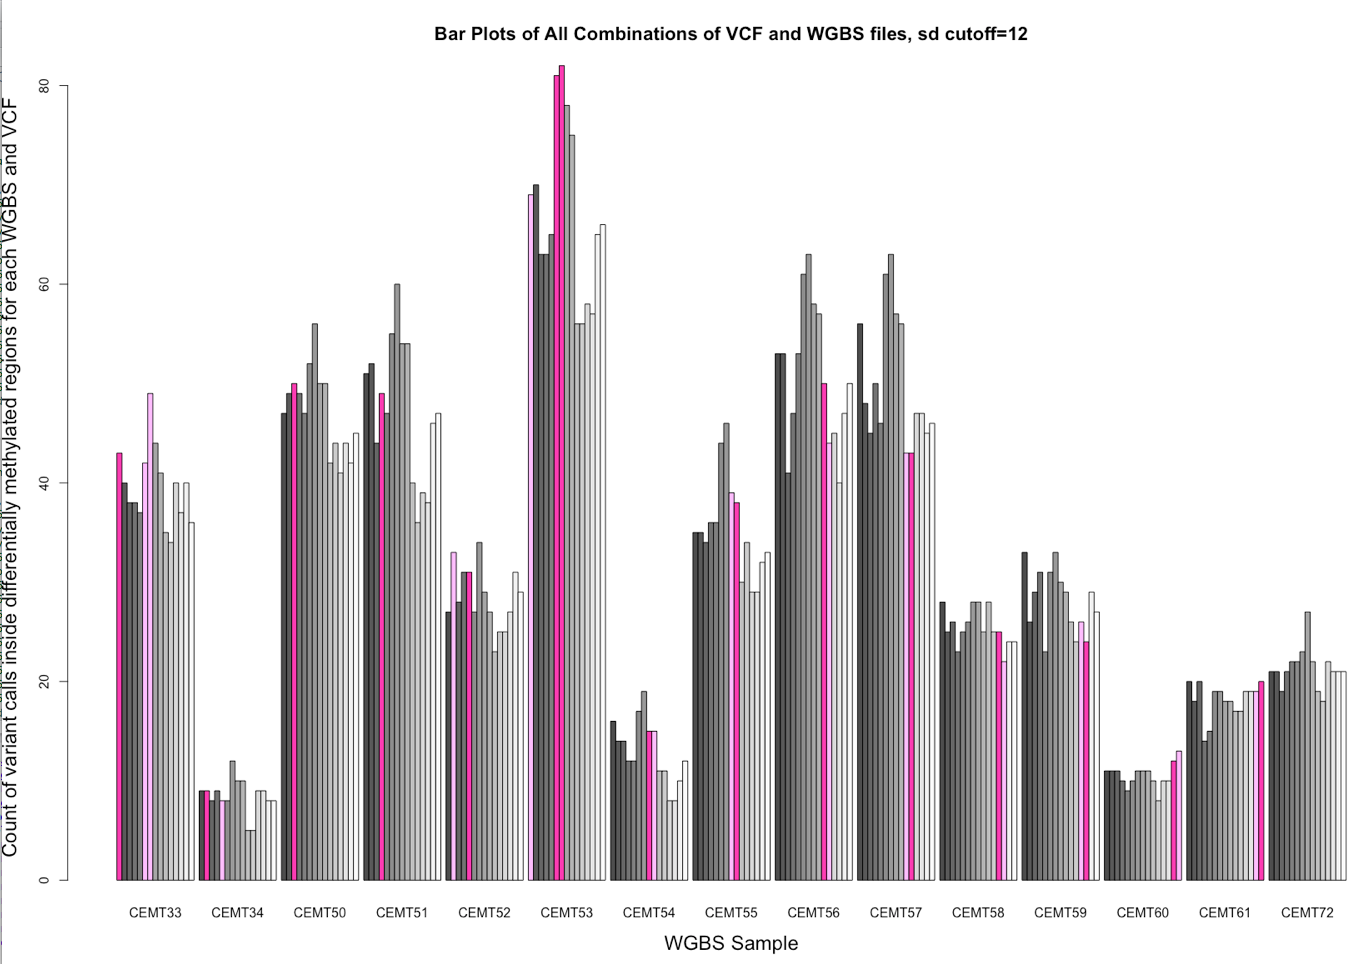 Bar Plots of All Combinations of VCF and WGBS files, sd cutoff=12
Count of variant calls inside differentially methylated regions for each WGBS and VCF
80
60
40
20
0
CEMT33 CEMT34 CEMT50 CEMT51 CEMT52 CEMT53 CEMT54 CEMT55 CEMT56 CEMT57 CEMT58 CEMT59 CEMT60 CEMT61 CEMT72
WGBS Sample